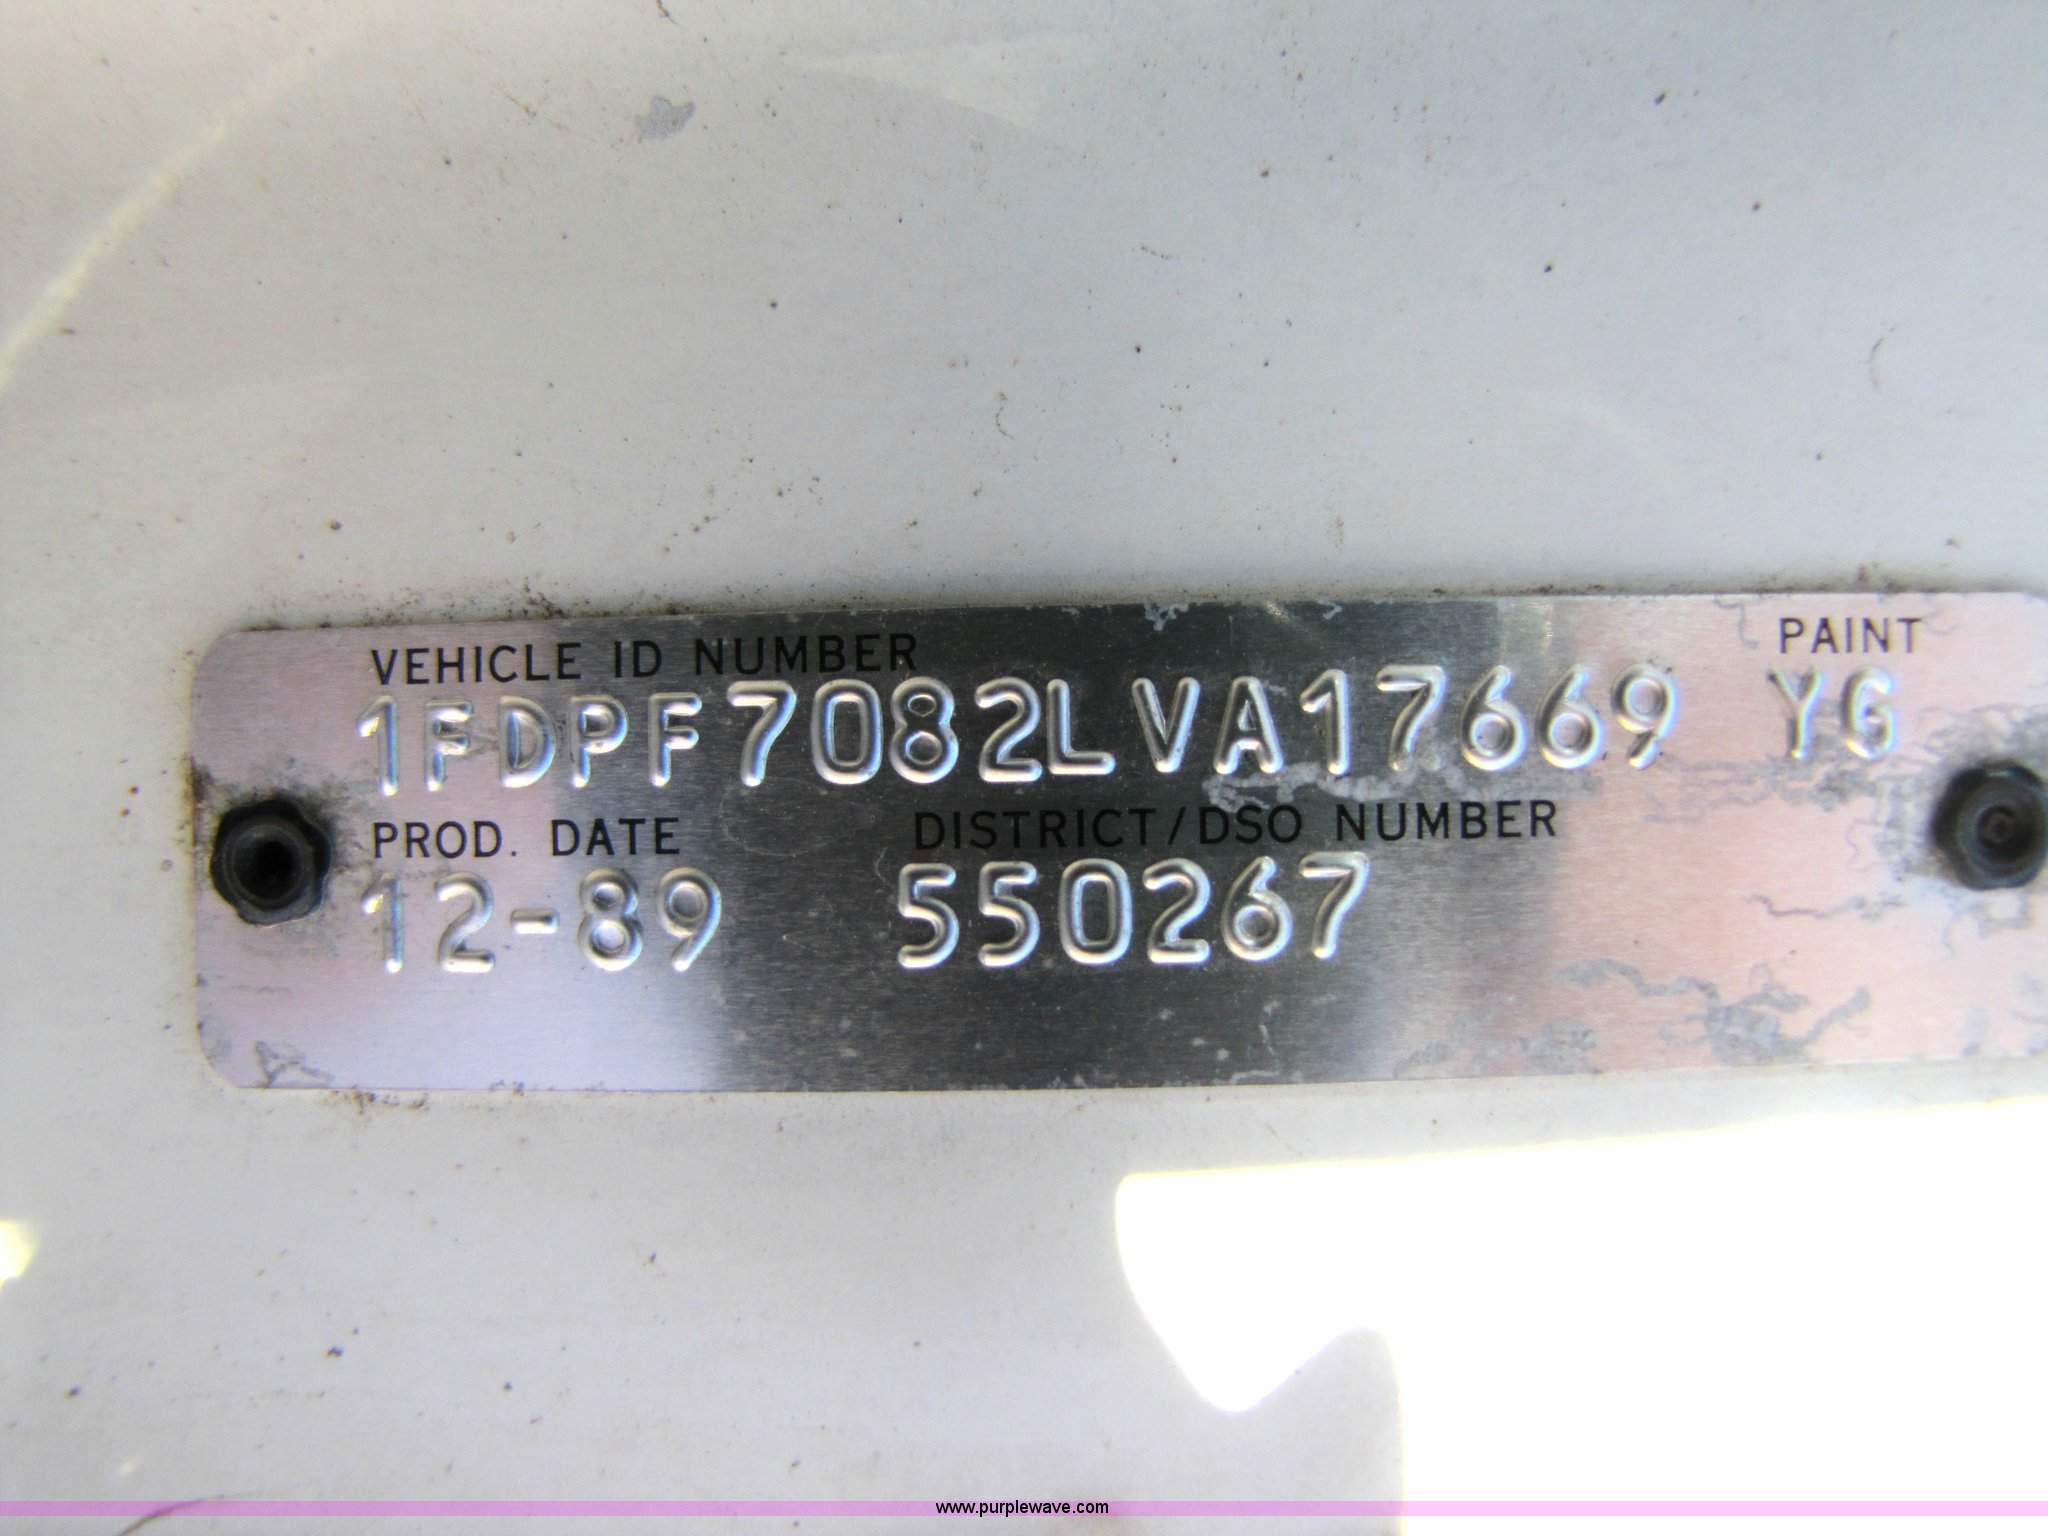 VEHICLE ID NUMBER PAINT
1FDPF7082LVA17669 YG
PROD. DATE DISTRICT/DSO NUMBER
12-89 550267
www.purplewave.com